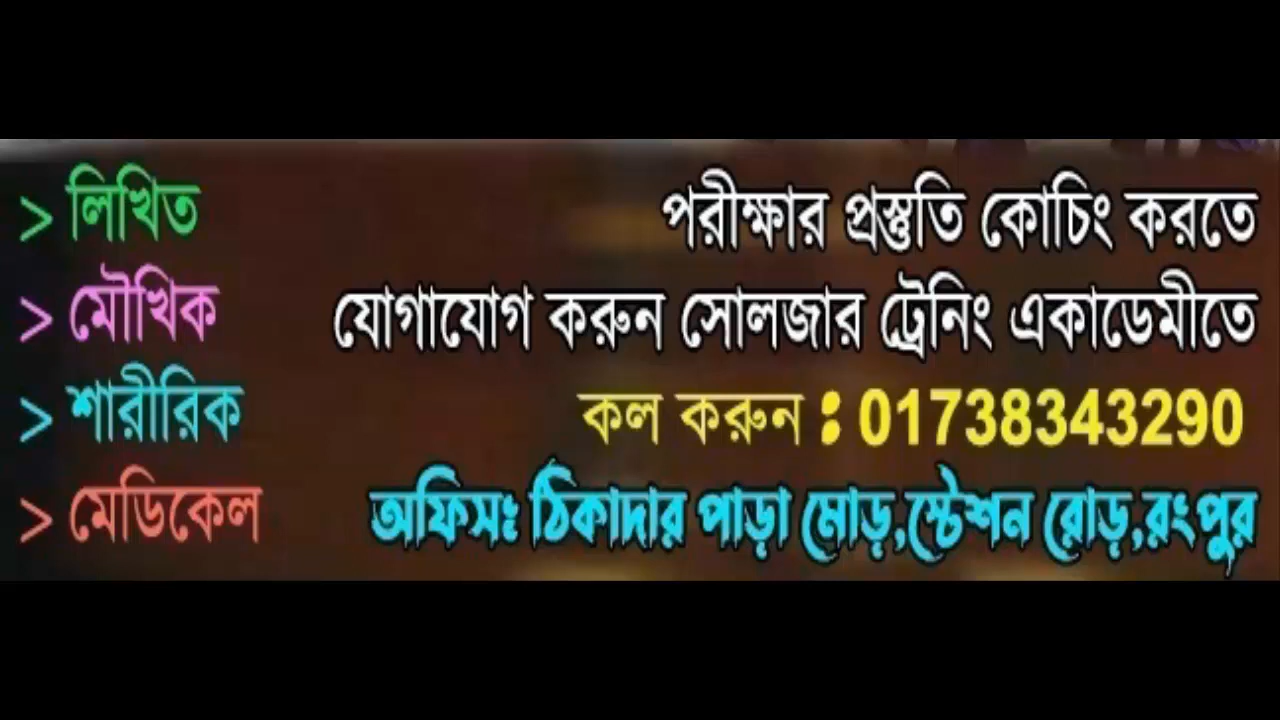 > লিখিত
> মৌখিক
> শারীরিক
> মেডিকেল
পরীক্ষার প্রস্তুতি কোচিং করতে
যোগাযোগ করুন সোলজার ট্রেনিং একাডেমীতে
কল করুন : 01738343290
অফিসঃ ঠিকাদার পাড়া মোড়,স্টেশন রোড়,রংপুর